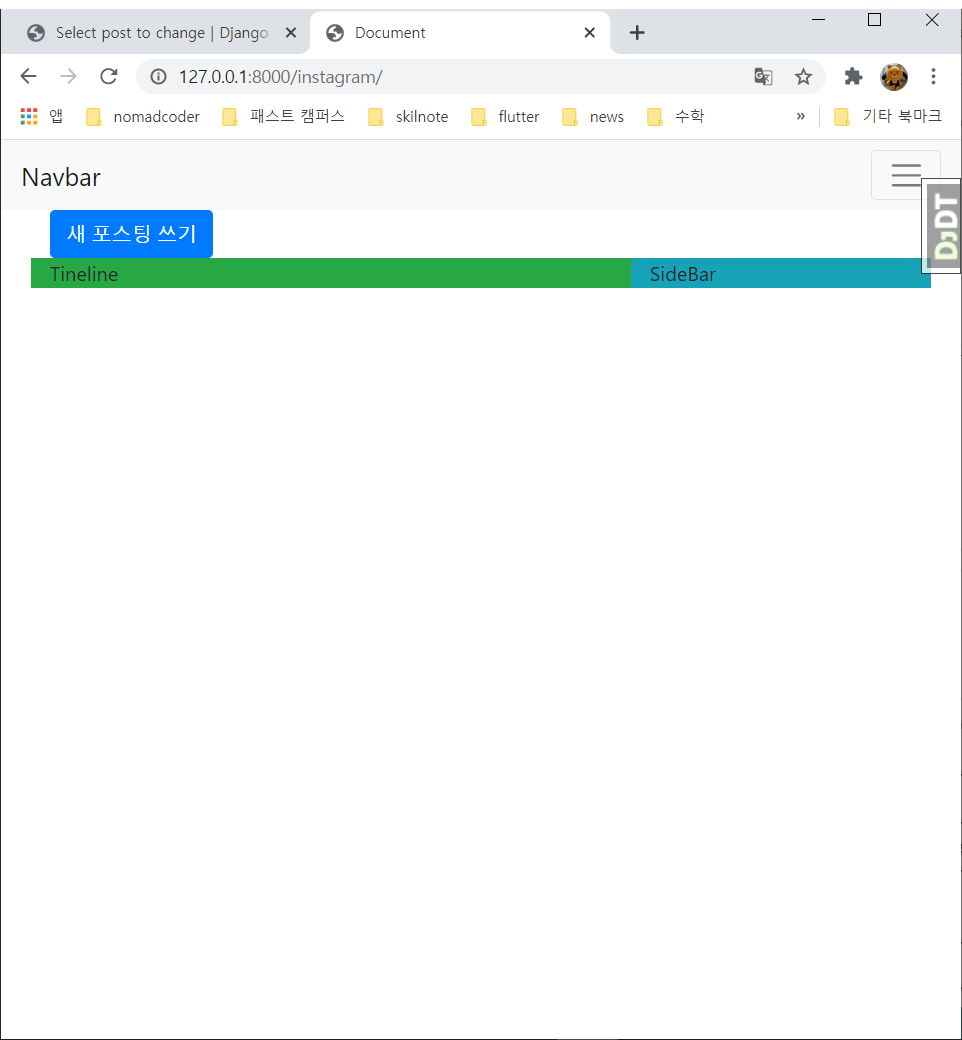 Select post to change | Django
Document
127.0.0.1:8000/instagram/
앱 nomadcoder 패스트 캠퍼스 skilnote flutter news 수학 » 기타 북마크
Navbar
DjDT
새 포스팅 쓰기
Tineline SideBar